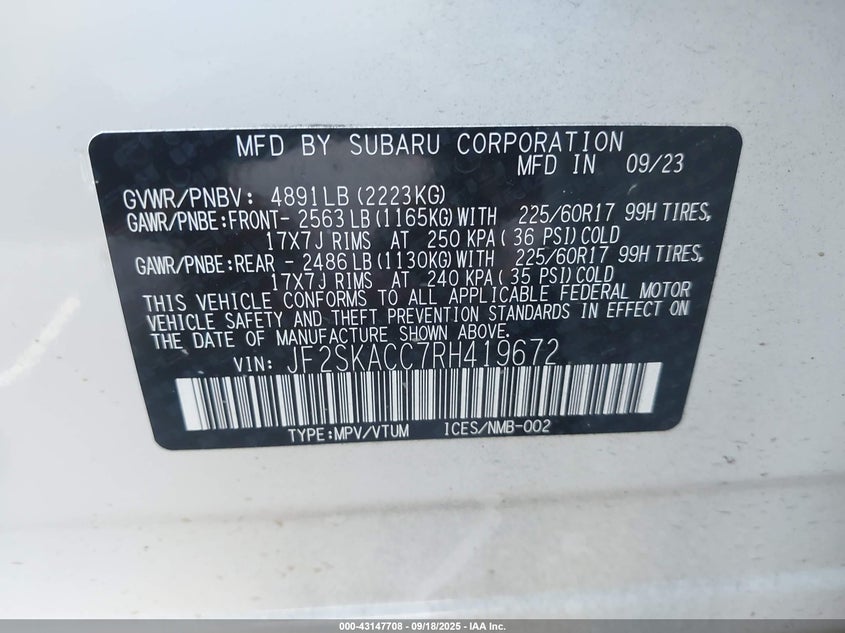 MFD BY SUBARU CORPORATION
MFD IN 09/23
GVWR/PNBV: 4891LB (2223KG)
GAWR/PNBE:FRONT- 2563LB (1165KG) WITH 225/60R17 99H TIRES,
17X7J RIMS AT 250 KPA ( 36 PSI) COLD
GAWR/PNBE:REAR - 2486LB (1130KG) WITH 225/60R17 99H TIRES,
17X7J RIMS AT 240 KPA ( 35 PSI) COLD
THIS VEHICLE CONFORMS TO ALL APPLICABLE FEDERAL MOTOR
VEHICLE SAFETY AND THEFT PREVENTION STANDARDS IN EFFECT ON
THE DATE OF MANUFACTURE SHOWN ABOVE.
VIN: JF2SKACC7RH419672
TYPE:MPV/VTUM ICES/NMB-002
000-43147708 - 09/18/2025 - IAA Inc.